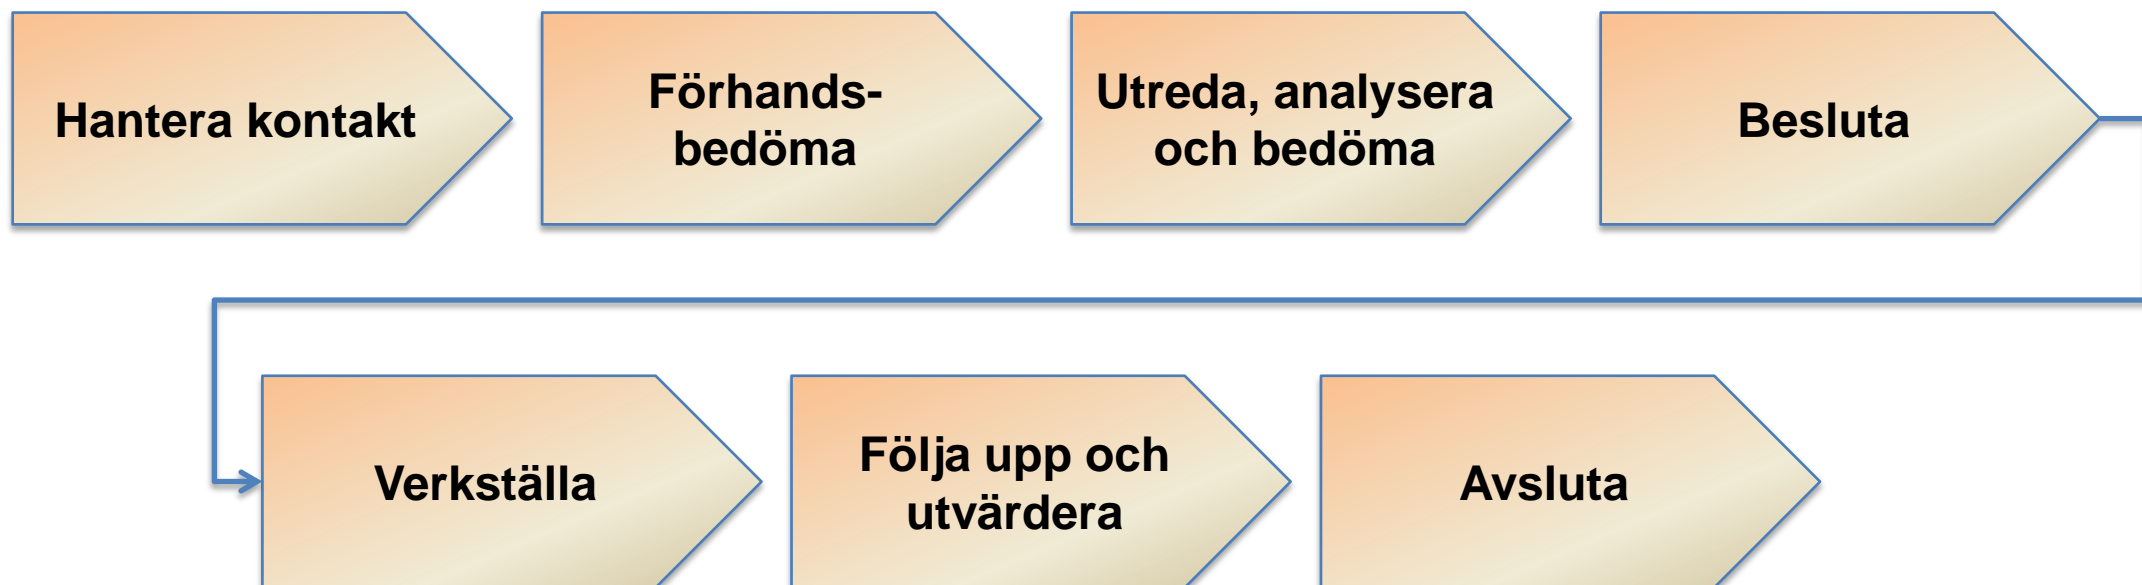 Hantera kontakt
Förhands-
bedöma
Utreda, analysera
och bedöma
Besluta
Verkställa
Följa upp och
utvärdera
Avsluta